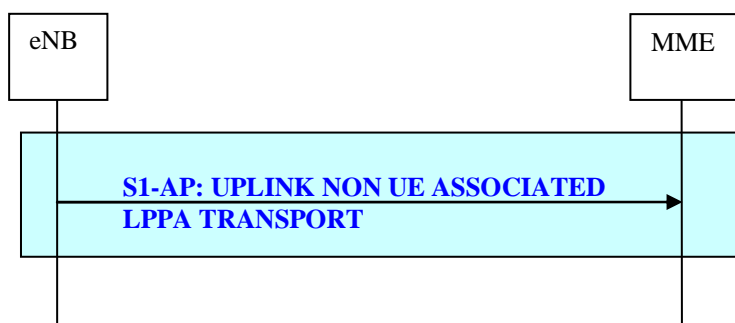 eNB
MME
S1-AP: UPLINK NON UE ASSOCIATED
LPPA TRANSPORT